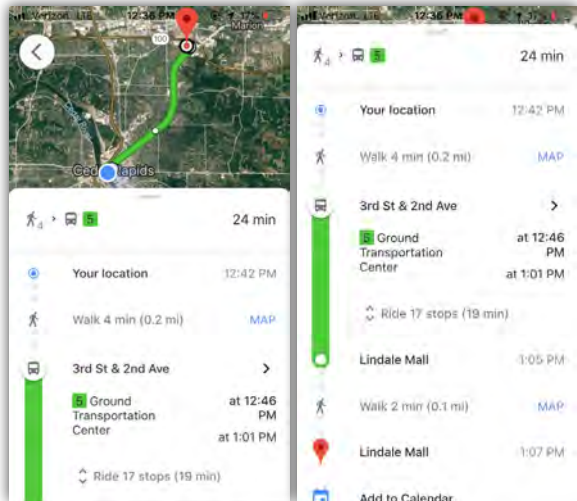 Verizon LTE 12:36 PM 17%
Marion
100
Cedar Rapids
4 5 24 min
Your location 12:42 PM
Walk 4 min (0.2 mi) MAP
3rd St & 2nd Ave
5 Ground at 12:46
Transportation PM
Center at 1:01 PM
Ride 17 stops (19 min)
Verizon LTE 12:36 PM
4 5 24 min
Your location 12:42 PM
Walk 4 min (0.2 mi) MAP
3rd St & 2nd Ave
5 Ground at 12:46
Transportation PM
Center at 1:01 PM
Ride 17 stops (19 min)
Lindale Mall 1:05 PM
Walk 2 min (0.1 mi) MAP
Lindale Mall 1:07 PM
Add to Calendar